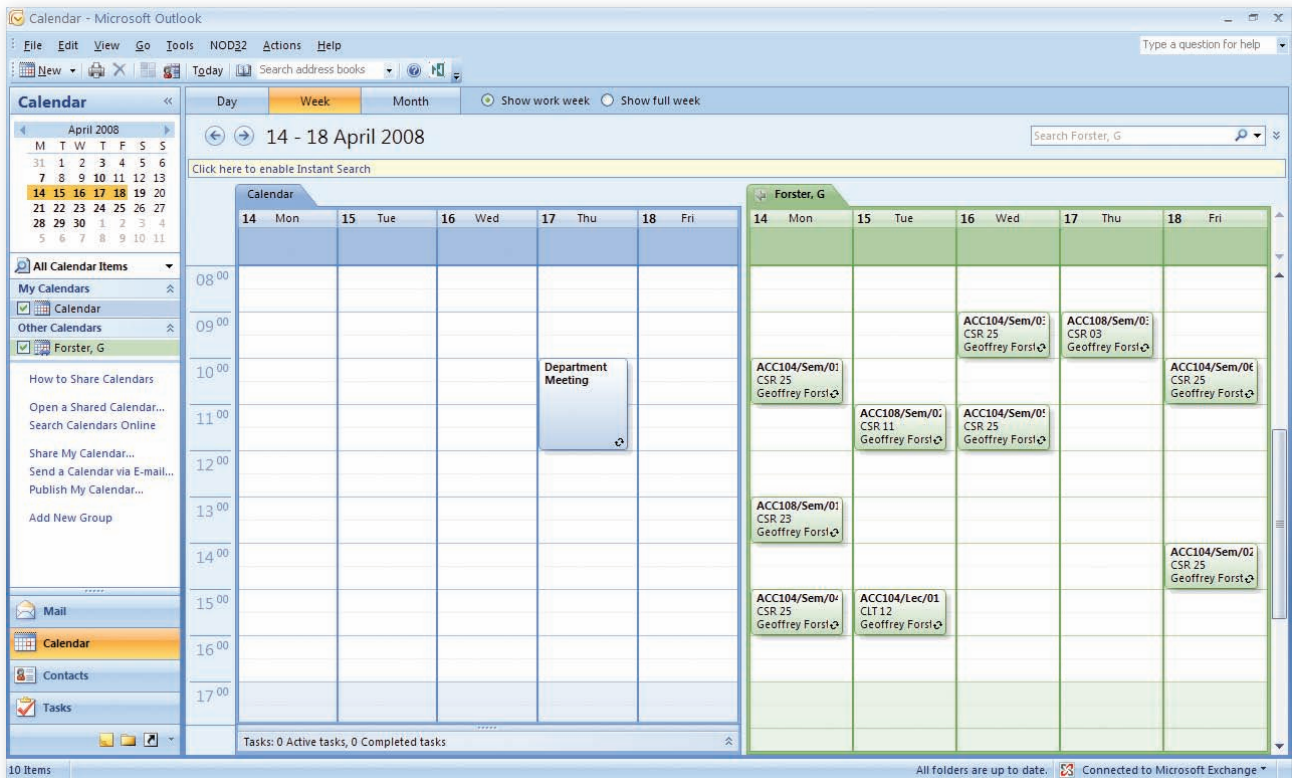 Calendar - Microsoft Outlook
File Edit View Go Tools NOD32 Actions Help
Type a question for help
New Today Search address books
Calendar
Day Week Month Show work week Show full week
April 2008
M T W T F S S
31 1 2 3 4 5 6
7 8 9 10 11 12 13
14 15 16 17 18 19 20
21 22 23 24 25 26 27
28 29 30 1 2 3 4
5 6 7 8 9 10 11
All Calendar Items
My Calendars
Calendar
Other Calendars
Forster, G
How to Share Calendars
Open a Shared Calendar...
Search Calendars Online
Share My Calendar...
Send a Calendar via E-mail...
Publish My Calendar...
Add New Group
Mail
Calendar
Contacts
Tasks
14 - 18 April 2008
Search Forster, G
Click here to enable Instant Search
Calendar
14 Mon 15 Tue 16 Wed 17 Thu 18 Fri
08 00
09 00
10 00
11 00
12 00
13 00
14 00
15 00
16 00
17 00
Department
Meeting
Tasks: 0 Active tasks, 0 Completed tasks
Forster, G
14 Mon 15 Tue 16 Wed 17 Thu 18 Fri
ACC104/Sem/01
CSR 25
Geoffrey Forst
ACC108/Sem/01
CSR 23
Geoffrey Forst
ACC104/Sem/04
CSR 25
Geoffrey Forst
ACC108/Sem/02
CSR 11
Geoffrey Forst
ACC104/Lec/01
CLT 12
Geoffrey Forst
ACC104/Sem/03
CSR 25
Geoffrey Forst
ACC104/Sem/05
CSR 25
Geoffrey Forst
ACC108/Sem/03
CSR 03
Geoffrey Forst
ACC104/Sem/06
CSR 25
Geoffrey Forst
ACC104/Sem/02
CSR 25
Geoffrey Forst
10 Items
All folders are up to date. Connected to Microsoft Exchange